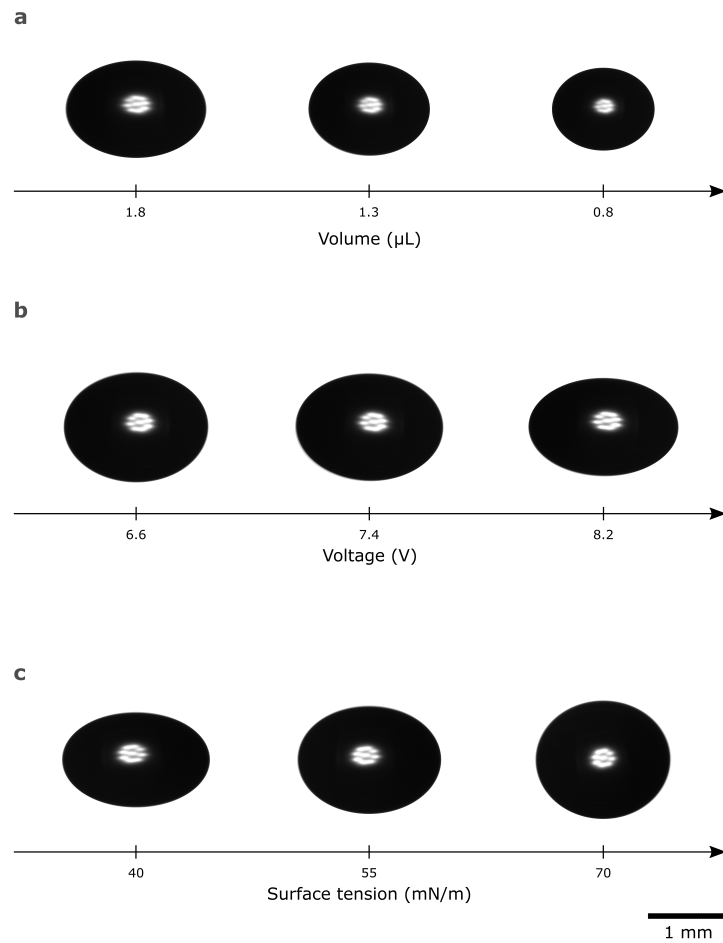 a
1.8 1.3 0.8
Volume (µL)
b
6.6 7.4 8.2
Voltage (V)
c
40 55 70
Surface tension (mN/m)
1 mm